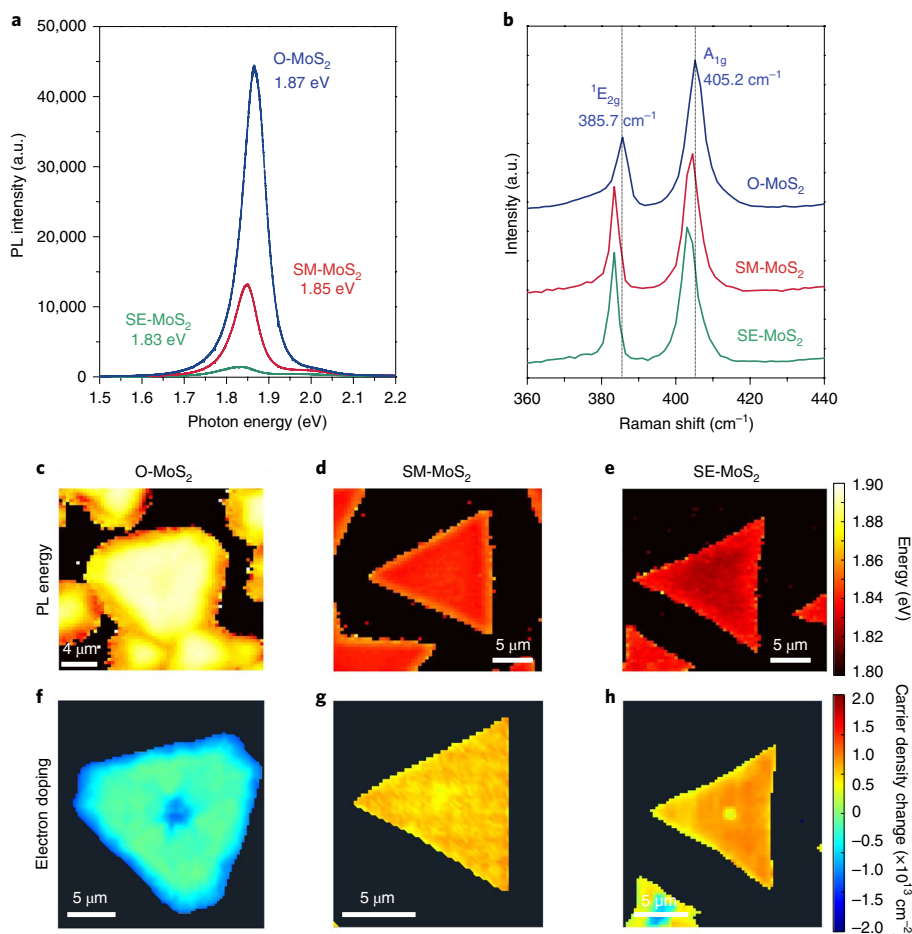 a
50,000
40,000
30,000
20,000
10,000
0
PL intensity (a.u.)
O-MoS₂
1.87 eV
SM-MoS₂
1.85 eV
SE-MoS₂
1.83 eV
1.5 1.6 1.7 1.8 1.9 2.0 2.1 2.2
Photon energy (eV)
b
Intensity (a.u.)
A₁g
405.2 cm⁻¹
¹E₂g
385.7 cm⁻¹
O-MoS₂
SM-MoS₂
SE-MoS₂
360 380 400 420 440
Raman shift (cm⁻¹)
c O-MoS₂
d SM-MoS₂
e SE-MoS₂
PL energy
4 μm
5 μm
5 μm
1.90
1.88
1.86
1.84
1.82
1.80
Energy (eV)
f
g
h
Electron doping
5 μm
5 μm
5 μm
2.0
1.5
1.0
0.5
0
−0.5
−1.0
−1.5
−2.0
Carrier density change (×10¹³ cm⁻²)